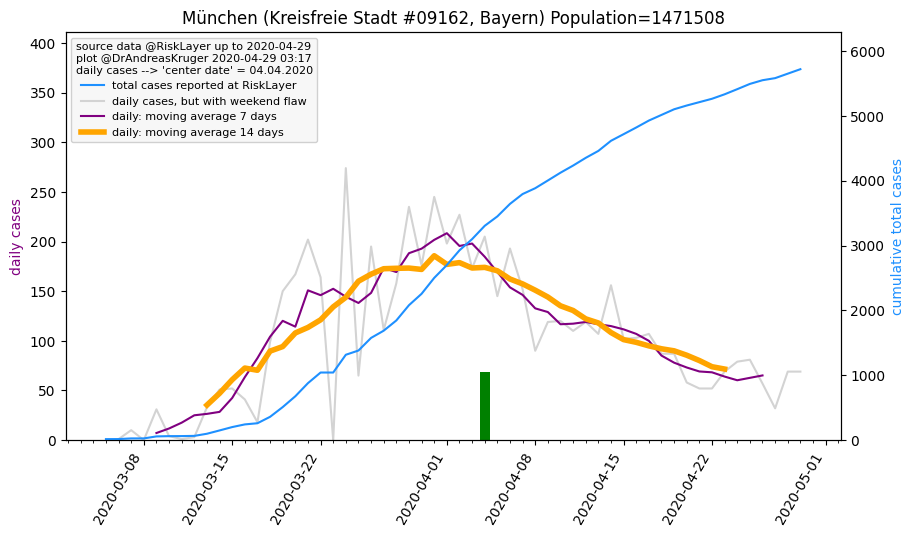 München (Kreisfreie Stadt #09162, Bayern) Population=1471508
source data @RiskLayer up to 2020-04-29
plot @DrAndreasKruger 2020-04-29 03:17
daily cases --> 'center date' = 04.04.2020
total cases reported at RiskLayer
daily cases, but with weekend flaw
daily: moving average 7 days
daily: moving average 14 days
daily cases
400
350
300
250
200
150
100
50
0
cumulative total cases
6000
5000
4000
3000
2000
1000
0
2020-03-08
2020-03-15
2020-03-22
2020-04-01
2020-04-08
2020-04-15
2020-04-22
2020-05-01